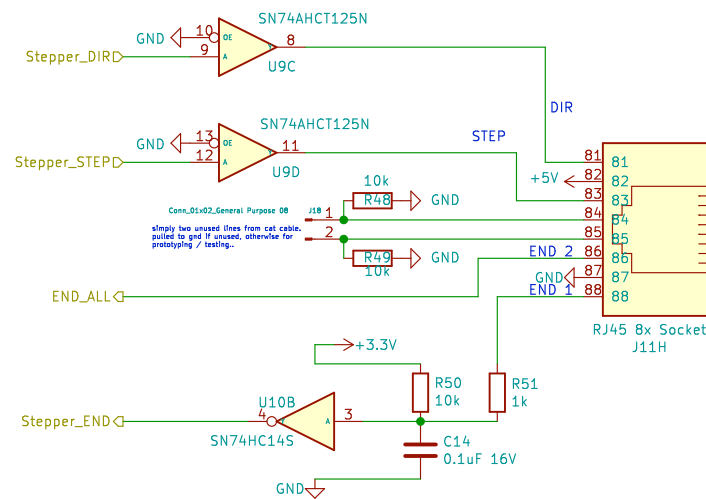 SN74AHCT125N
GND
10
OE
8
Stepper_DIR
9
A
U9C
DIR
SN74AHCT125N
STEP
GND
13
OE
11
Stepper_STEP
12
A
U9D
81
81
+5V
82
82
83
83
10k
R48
GND
Conn_01x02_General Purpose 08
J18
1
84
84
simply two unused lines from cat cable.
pulled to gnd if unused, otherwise for
prototyping / testing..
2
85
85
R49
GND
10k
END 2
86
86
GND
87
87
END_ALL
END 1
88
88
RJ45 8x Socket
J11H
+3.3V
R50
10k
R51
1k
U10B
4
A
3
Stepper_END
SN74HC14S
C14
0.1uF 16V
GND